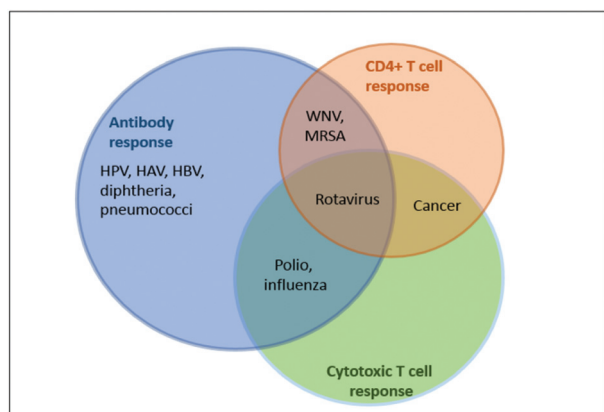 CD4+ T cell
response
WNV,
MRSA
Antibody
response
HPV, HAV, HBV,
diphtheria,
pneumococci
Rotavirus
Cancer
Polio,
influenza
Cytotoxic T cell
response